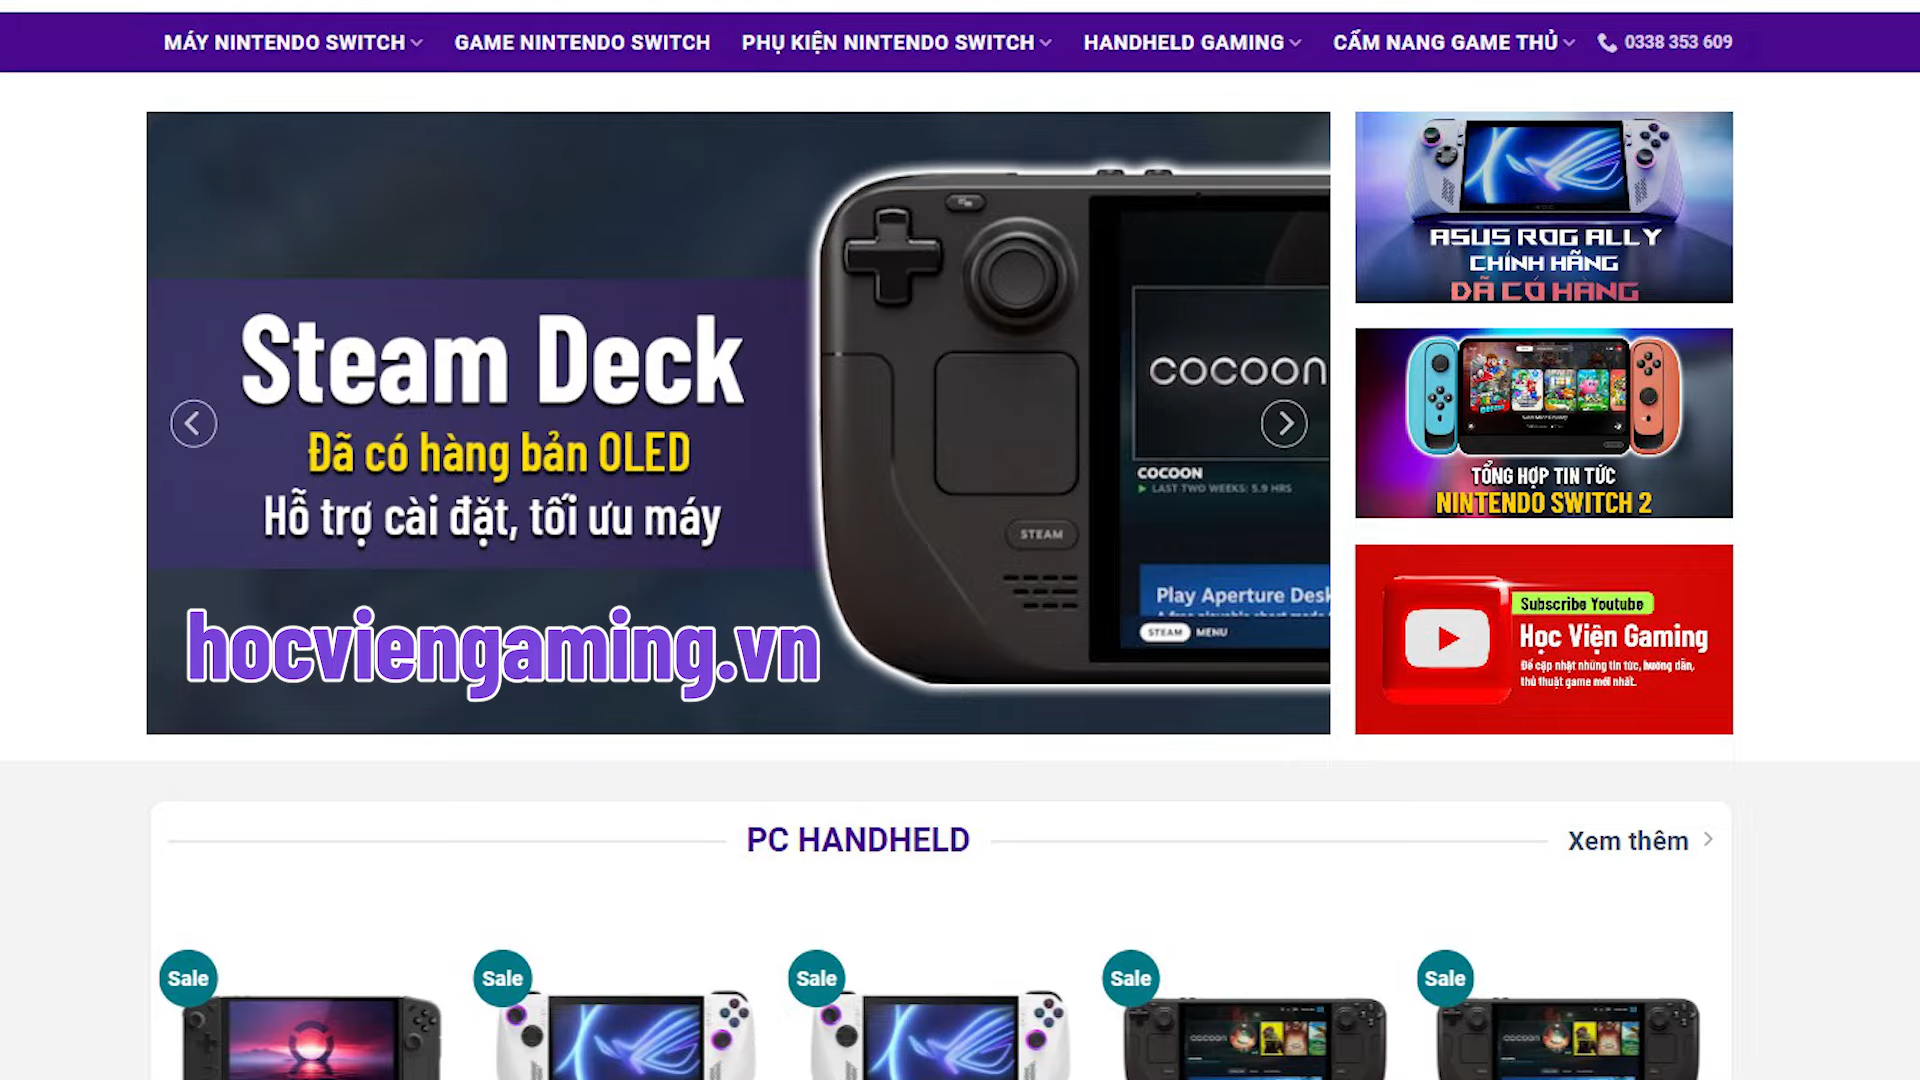 MÁY NINTENDO SWITCH
GAME NINTENDO SWITCH
PHỤ KIỆN NINTENDO SWITCH
HANDHELD GAMING
CẨM NANG GAME THỦ
0338 353 609
Steam Deck
Đã có hàng bản OLED
Hỗ trợ cài đặt, tối ưu máy
hocviengaming.vn
STEAM
COCOON
COCOON
LAST TWO WEEKS: 5.9 HRS
Play Aperture Desk
STEAM MENU
ASUS ROG ALLY
CHÍNH HÃNG
ĐÃ CÓ HÀNG
TỔNG HỢP TIN TỨC
NINTENDO SWITCH 2
Subscribe Youtube
Học Viện Gaming
Để cập nhật những tin tức, hướng dẫn,
thủ thuật game mới nhất.
PC HANDHELD
Xem thêm
Sale
Sale
Sale
Sale
Sale
cocoon
cocoon